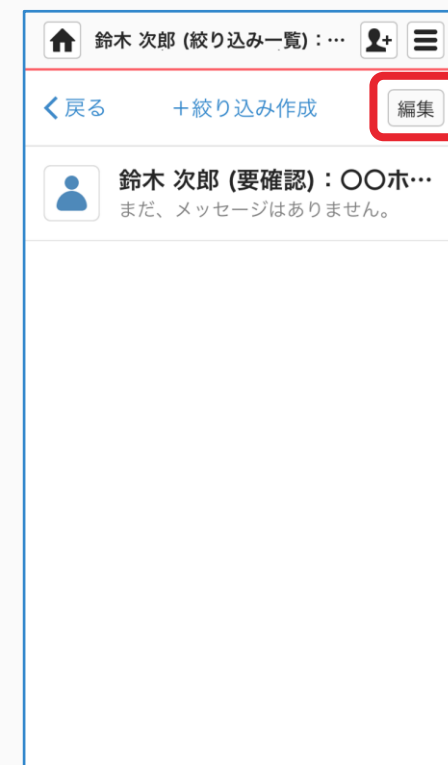 鈴木 次郎 (絞り込み一覧)：…
戻る ＋絞り込み作成 編集
鈴木 次郎 (要確認)：〇〇ホ…
まだ、メッセージはありません。